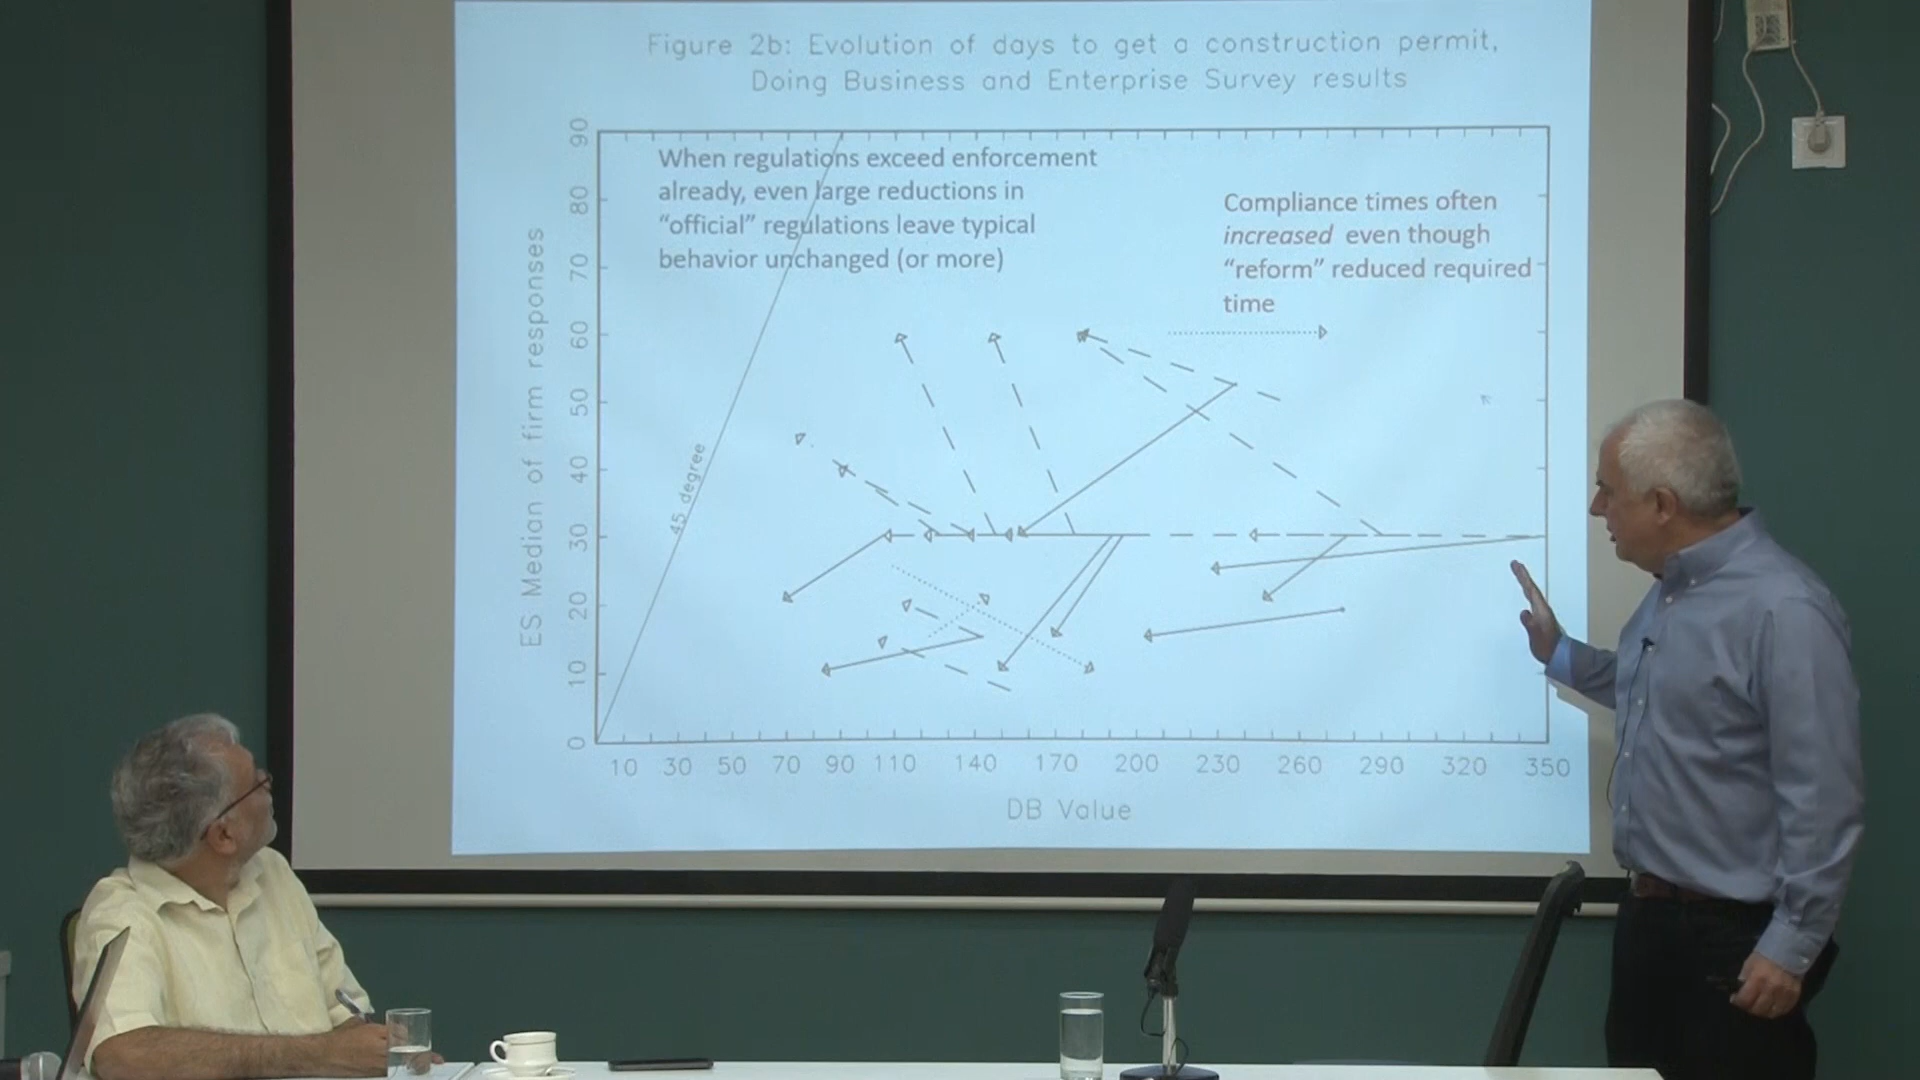 Figure 2b: Evolution of days to get a construction permit,
Doing Business and Enterprise Survey results
When regulations exceed enforcement
already, even large reductions in
“official” regulations leave typical
behavior unchanged (or more)
Compliance times often
increased even though
“reform” reduced required
time
ES Median of firm responses
90
80
70
60
50
40
30
20
10
0
45 degree
10 30 50 70 90 110 140 170 200 230 260 290 320 350
DB Value